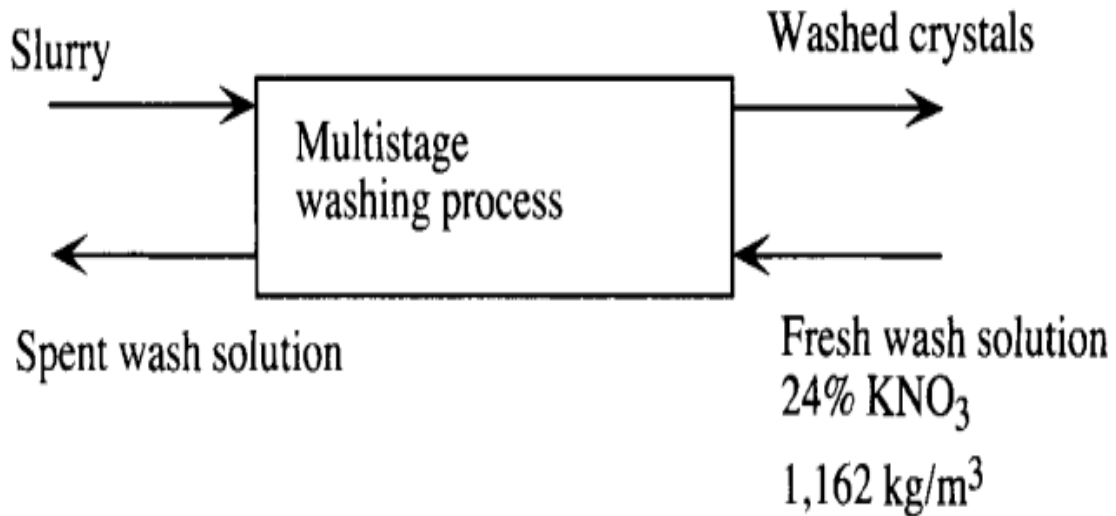 Slurry
Washed crystals
Multistage
washing process
Spent wash solution
Fresh wash solution
24% KNO₃
1,162 kg/m³